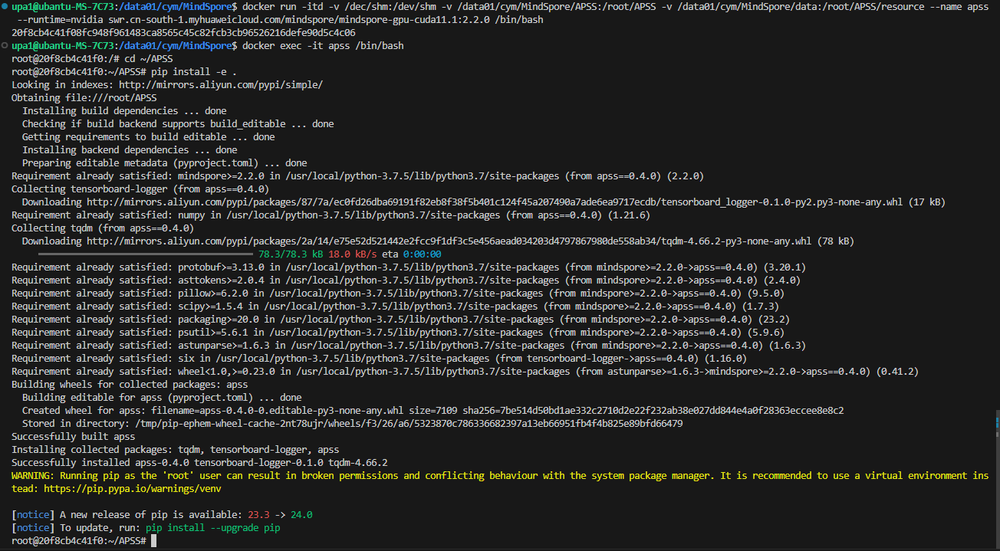 upa1@ubuntu-MS-7C73:/data01/cym/MindSpore$ docker run -itd -v /dec/shm:/dev/shm -v /data01/cym/MindSpore/APSS:/root/APSS -v /data01/cym/MindSpore/data:/root/APSS/resource --name apss
--runtime=nvidia swr.cn-south-1.myhuaweicloud.com/mindspore/mindspore-gpu-cuda11.1:2.2.0 /bin/bash
20f8cb4c41f08fc948f961483ca8565c45c82fcb3cb96526216defe90d5c4c06
upa1@ubuntu-MS-7C73:/data01/cym/MindSpore$ docker exec -it apss /bin/bash
root@20f8cb4c41f0:/# cd ~/APSS
root@20f8cb4c41f0:~/APSS# pip install -e .
Looking in indexes: http://mirrors.aliyun.com/pypi/simple/
Obtaining file:///root/APSS
  Installing build dependencies ... done
  Checking if build backend supports build_editable ... done
  Getting requirements to build editable ... done
  Installing backend dependencies ... done
  Preparing editable metadata (pyproject.toml) ... done
Requirement already satisfied: mindspore>=2.2.0 in /usr/local/python-3.7.5/lib/python3.7/site-packages (from apss==0.4.0) (2.2.0)
Collecting tensorboard-logger (from apss==0.4.0)
  Downloading http://mirrors.aliyun.com/pypi/packages/87/7a/ec0fd26dba69191f82eb8f38f5b401c124f45a207490a7ade6ea9717ecdb/tensorboard_logger-0.1.0-py2.py3-none-any.whl (17 kB)
Requirement already satisfied: numpy in /usr/local/python-3.7.5/lib/python3.7/site-packages (from apss==0.4.0) (1.21.6)
Collecting tqdm (from apss==0.4.0)
  Downloading http://mirrors.aliyun.com/pypi/packages/2a/14/e75e52d521442e2fcc9f1df3c5e456aead034203d4797867980de558ab34/tqdm-4.66.2-py3-none-any.whl (78 kB)
78.3/78.3 kB 18.0 kB/s eta 0:00:00
Requirement already satisfied: protobuf>=3.13.0 in /usr/local/python-3.7.5/lib/python3.7/site-packages (from mindspore>=2.2.0->apss==0.4.0) (3.20.1)
Requirement already satisfied: asttokens>=2.0.4 in /usr/local/python-3.7.5/lib/python3.7/site-packages (from mindspore>=2.2.0->apss==0.4.0) (2.4.0)
Requirement already satisfied: pillow>=6.2.0 in /usr/local/python-3.7.5/lib/python3.7/site-packages (from mindspore>=2.2.0->apss==0.4.0) (9.5.0)
Requirement already satisfied: scipy>=1.5.4 in /usr/local/python-3.7.5/lib/python3.7/site-packages (from mindspore>=2.2.0->apss==0.4.0) (1.7.3)
Requirement already satisfied: packaging>=20.0 in /usr/local/python-3.7.5/lib/python3.7/site-packages (from mindspore>=2.2.0->apss==0.4.0) (23.2)
Requirement already satisfied: psutil>=5.6.1 in /usr/local/python-3.7.5/lib/python3.7/site-packages (from mindspore>=2.2.0->apss==0.4.0) (5.9.6)
Requirement already satisfied: astunparse>=1.6.3 in /usr/local/python-3.7.5/lib/python3.7/site-packages (from mindspore>=2.2.0->apss==0.4.0) (1.6.3)
Requirement already satisfied: six in /usr/local/python-3.7.5/lib/python3.7/site-packages (from tensorboard-logger->apss==0.4.0) (1.16.0)
Requirement already satisfied: wheel<1.0,>=0.23.0 in /usr/local/python-3.7.5/lib/python3.7/site-packages (from astunparse>=1.6.3->mindspore>=2.2.0->apss==0.4.0) (0.41.2)
Building wheels for collected packages: apss
  Building editable for apss (pyproject.toml) ... done
  Created wheel for apss: filename=apss-0.4.0-0.editable-py3-none-any.whl size=7109 sha256=7be514d50bd1ae332c2710d2e22f232ab38e027dd844e4a0f28363eccee8e8c2
  Stored in directory: /tmp/pip-ephem-wheel-cache-2nt78ujr/wheels/f3/26/a6/5323870c786336682397a13eb66951fb4f4b825e89bfd66479
Successfully built apss
Installing collected packages: tqdm, tensorboard-logger, apss
Successfully installed apss-0.4.0 tensorboard-logger-0.1.0 tqdm-4.66.2
WARNING: Running pip as the 'root' user can result in broken permissions and conflicting behaviour with the system package manager. It is recommended to use a virtual environment ins
tead: https://pip.pypa.io/warnings/venv
[notice] A new release of pip is available: 23.3 -> 24.0
[notice] To update, run: pip install --upgrade pip
root@20f8cb4c41f0:~/APSS#